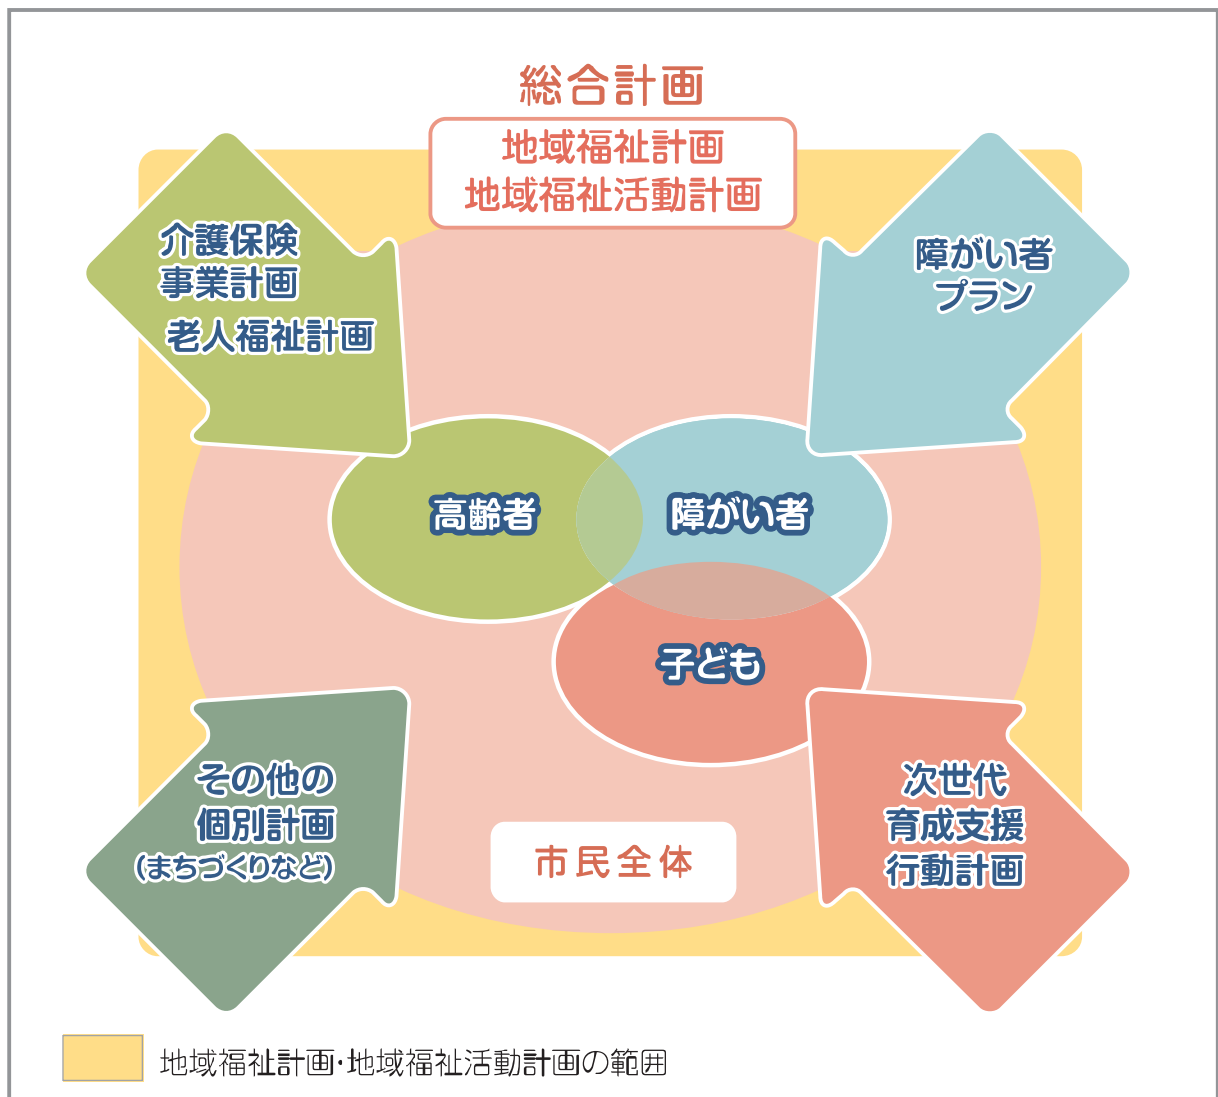 総合計画
地域福祉計画
地域福祉活動計画
介護保険
事業計画
老人福祉計画
障がい者
プラン
高齢者
障がい者
子ども
その他の
個別計画
(まちづくりなど)
次世代
育成支援
行動計画
市民全体
地域福祉計画・地域福祉活動計画の範囲